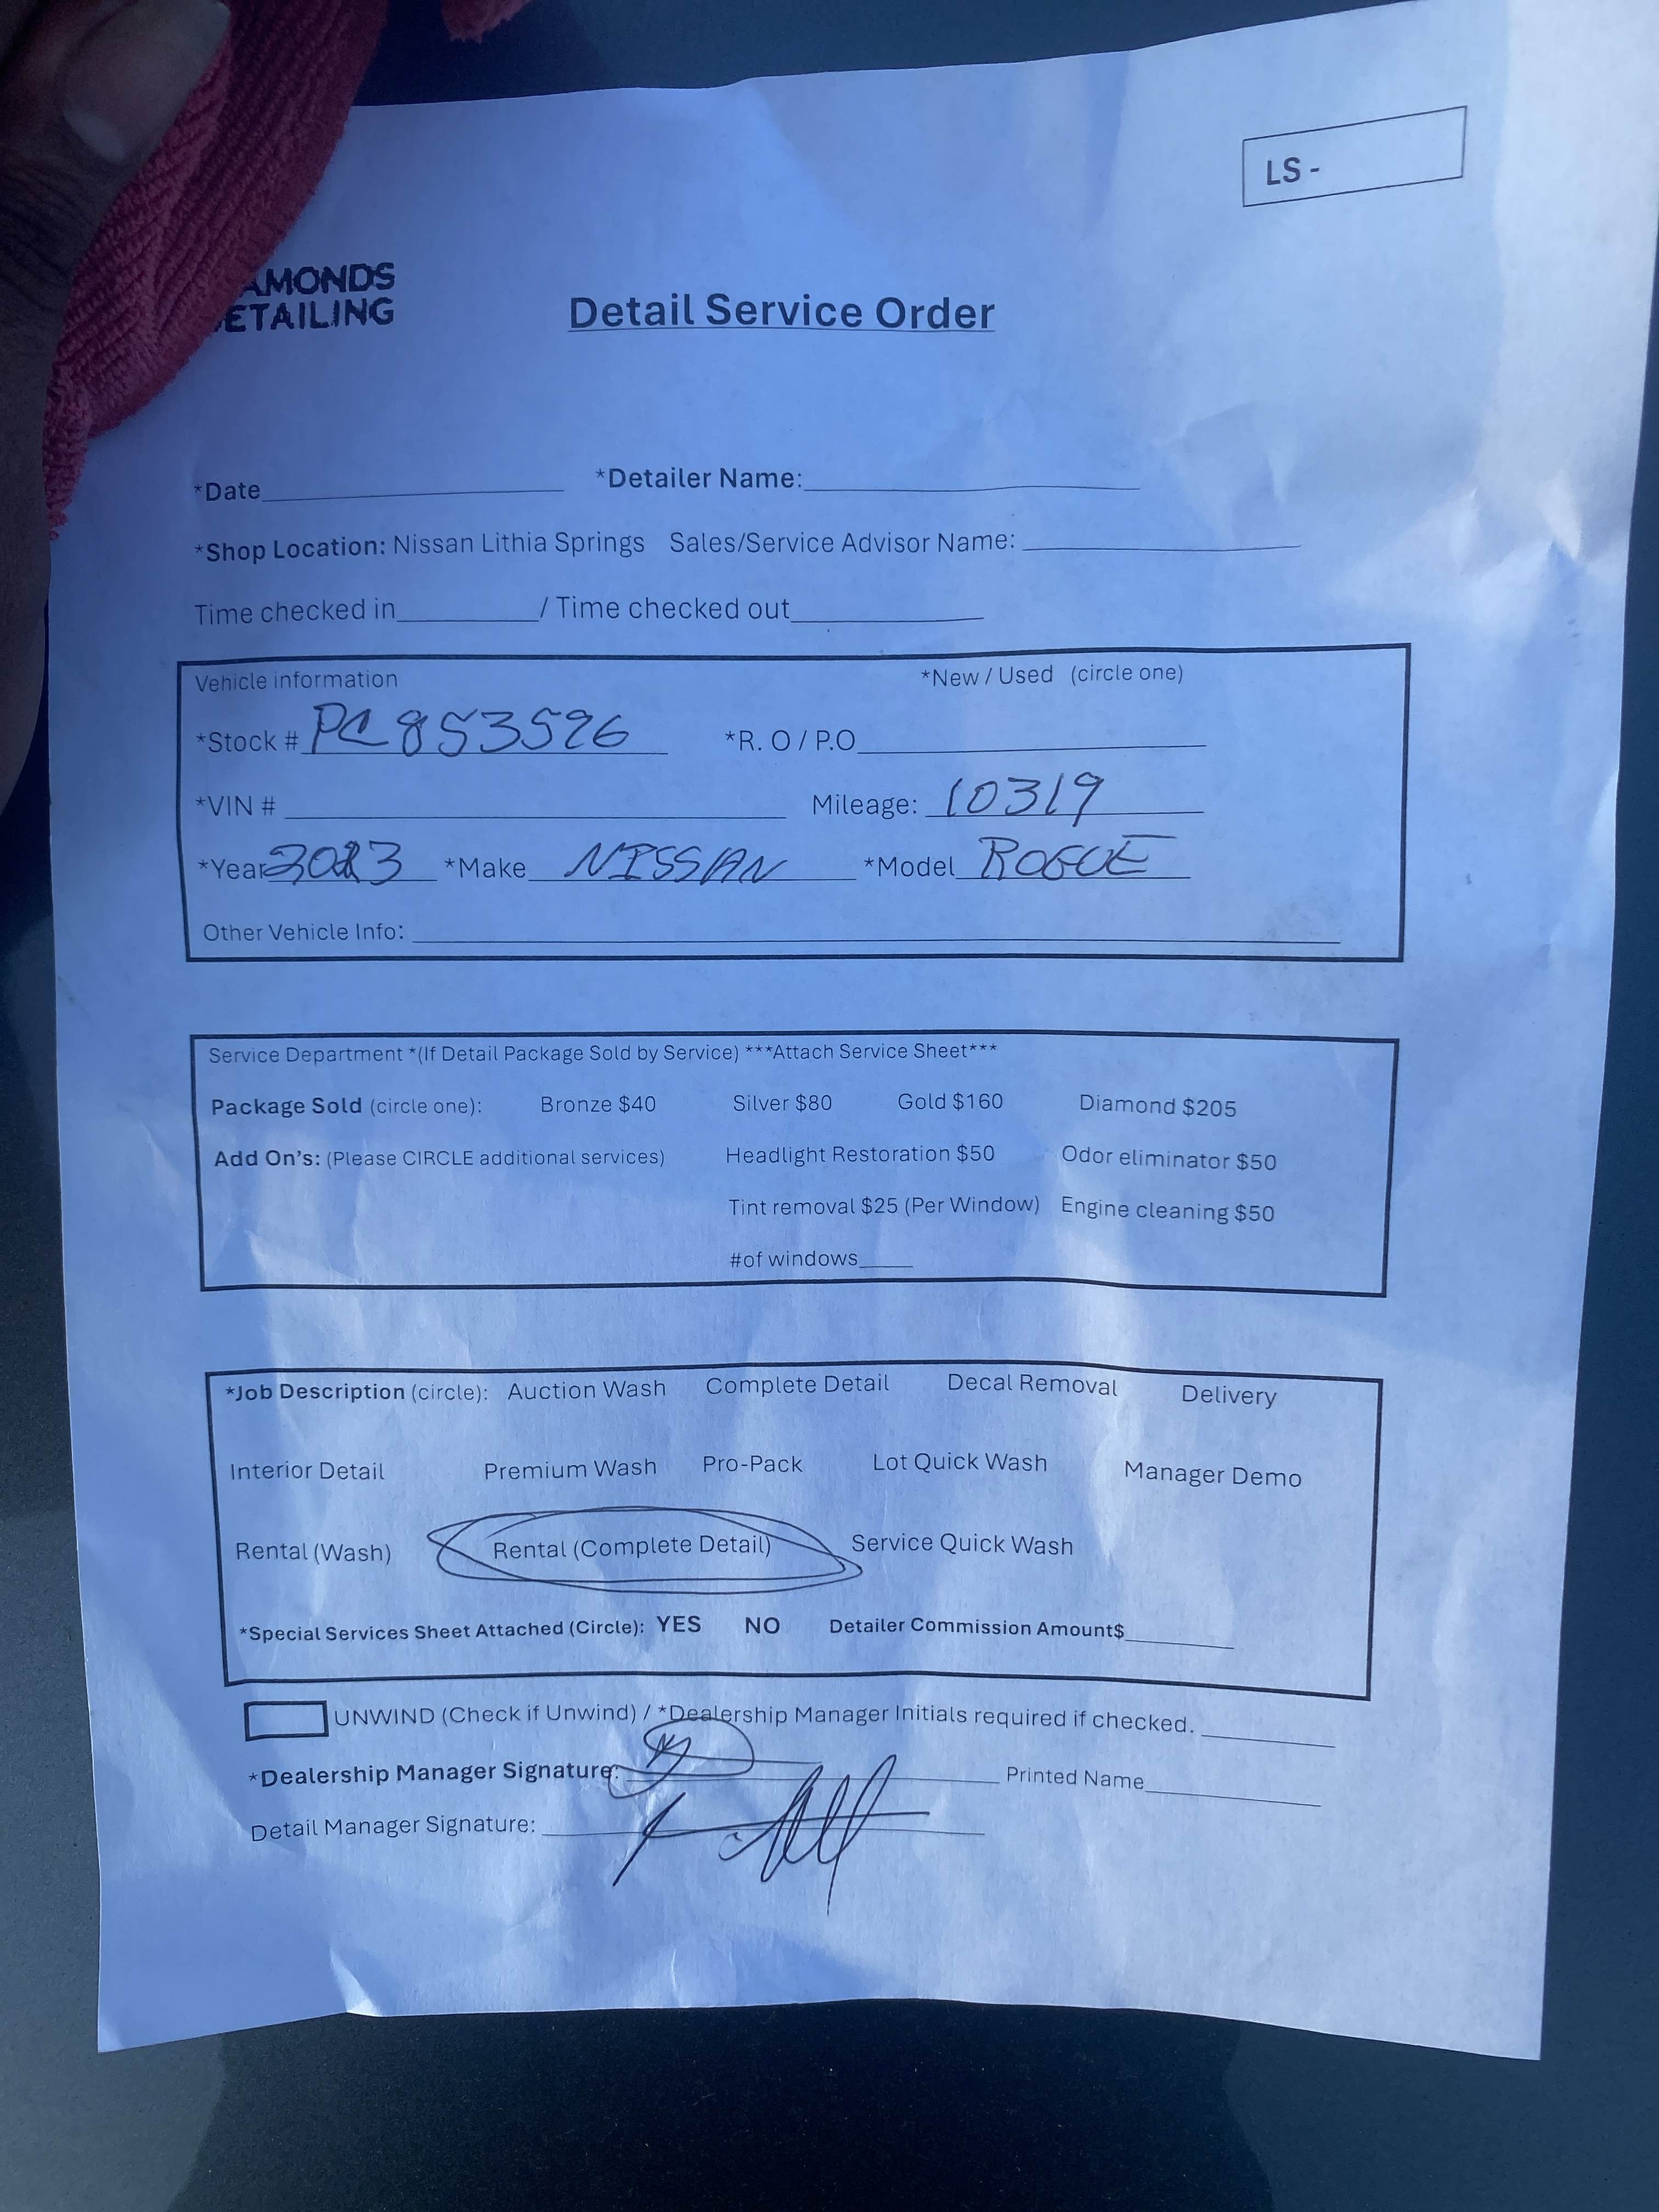 LS -
AMONDS
ETAILING
Detail Service Order
*Date *Detailer Name:
*Shop Location: Nissan Lithia Springs Sales/Service Advisor Name:
Time checked in / Time checked out
Vehicle information *New / Used (circle one)
*Stock # PC853526 *R. O / P.O
*VIN # Mileage: 10319
*Year 2023 *Make NISSAN *Model ROGUE
Other Vehicle Info:
Service Department *(If Detail Package Sold by Service) ***Attach Service Sheet***
Package Sold (circle one): Bronze $40 Silver $80 Gold $160 Diamond $205
Add On's: (Please CIRCLE additional services) Headlight Restoration $50 Odor eliminator $50
Tint removal $25 (Per Window) Engine cleaning $50
#of windows
*Job Description (circle): Auction Wash Complete Detail Decal Removal Delivery
Interior Detail Premium Wash Pro-Pack Lot Quick Wash Manager Demo
Rental (Wash) Rental (Complete Detail) Service Quick Wash
*Special Services Sheet Attached (Circle): YES NO Detailer Commission Amount$
UNWIND (Check if Unwind) / *Dealership Manager Initials required if checked.
*Dealership Manager Signature: Printed Name
Detail Manager Signature: